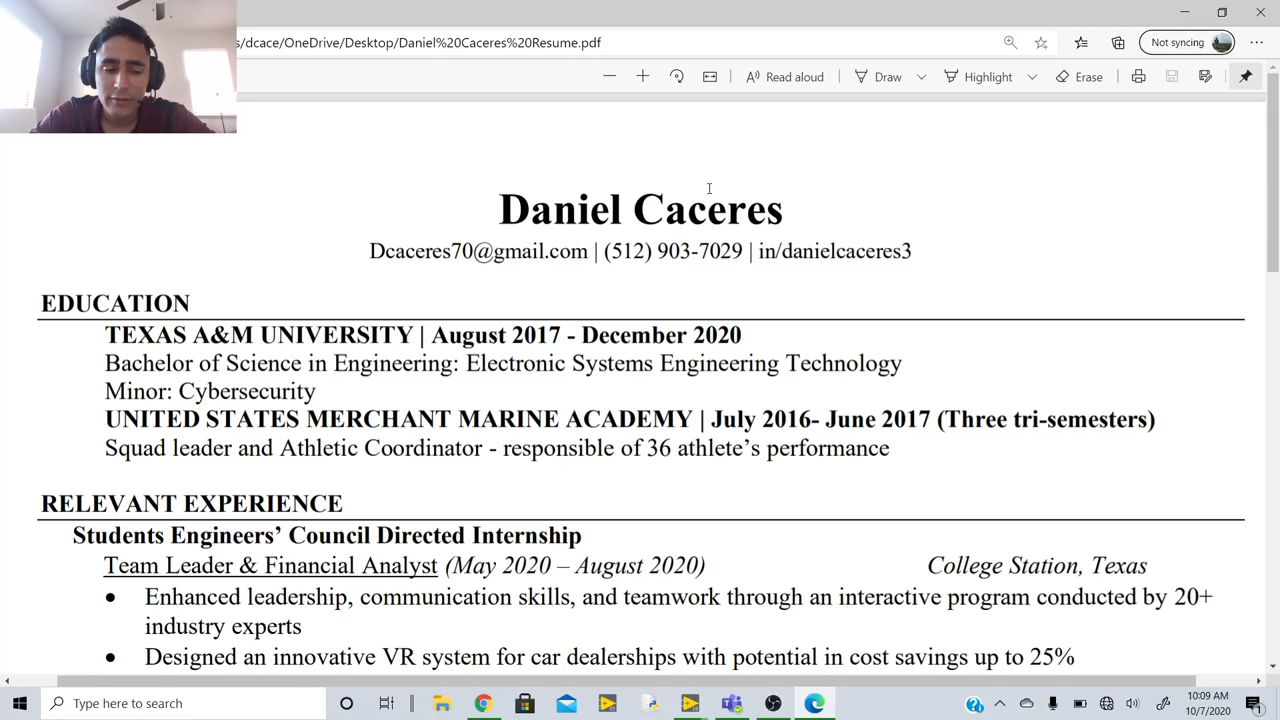 s/dcace/OneDrive/Desktop/Daniel%20Caceres%20Resume.pdf
Not syncing
Read aloud
Draw
Highlight
Erase
Daniel Caceres
Dcaceres70@gmail.com | (512) 903-7029 | in/danielcaceres3
EDUCATION
TEXAS A&M UNIVERSITY | August 2017 - December 2020
Bachelor of Science in Engineering: Electronic Systems Engineering Technology
Minor: Cybersecurity
UNITED STATES MERCHANT MARINE ACADEMY | July 2016- June 2017 (Three tri-semesters)
Squad leader and Athletic Coordinator - responsible of 36 athlete’s performance
RELEVANT EXPERIENCE
Students Engineers’ Council Directed Internship
Team Leader & Financial Analyst (May 2020 – August 2020) College Station, Texas
• Enhanced leadership, communication skills, and teamwork through an interactive program conducted by 20+
industry experts
• Designed an innovative VR system for car dealerships with potential in cost savings up to 25%
Type here to search
10:09 AM
10/7/2020